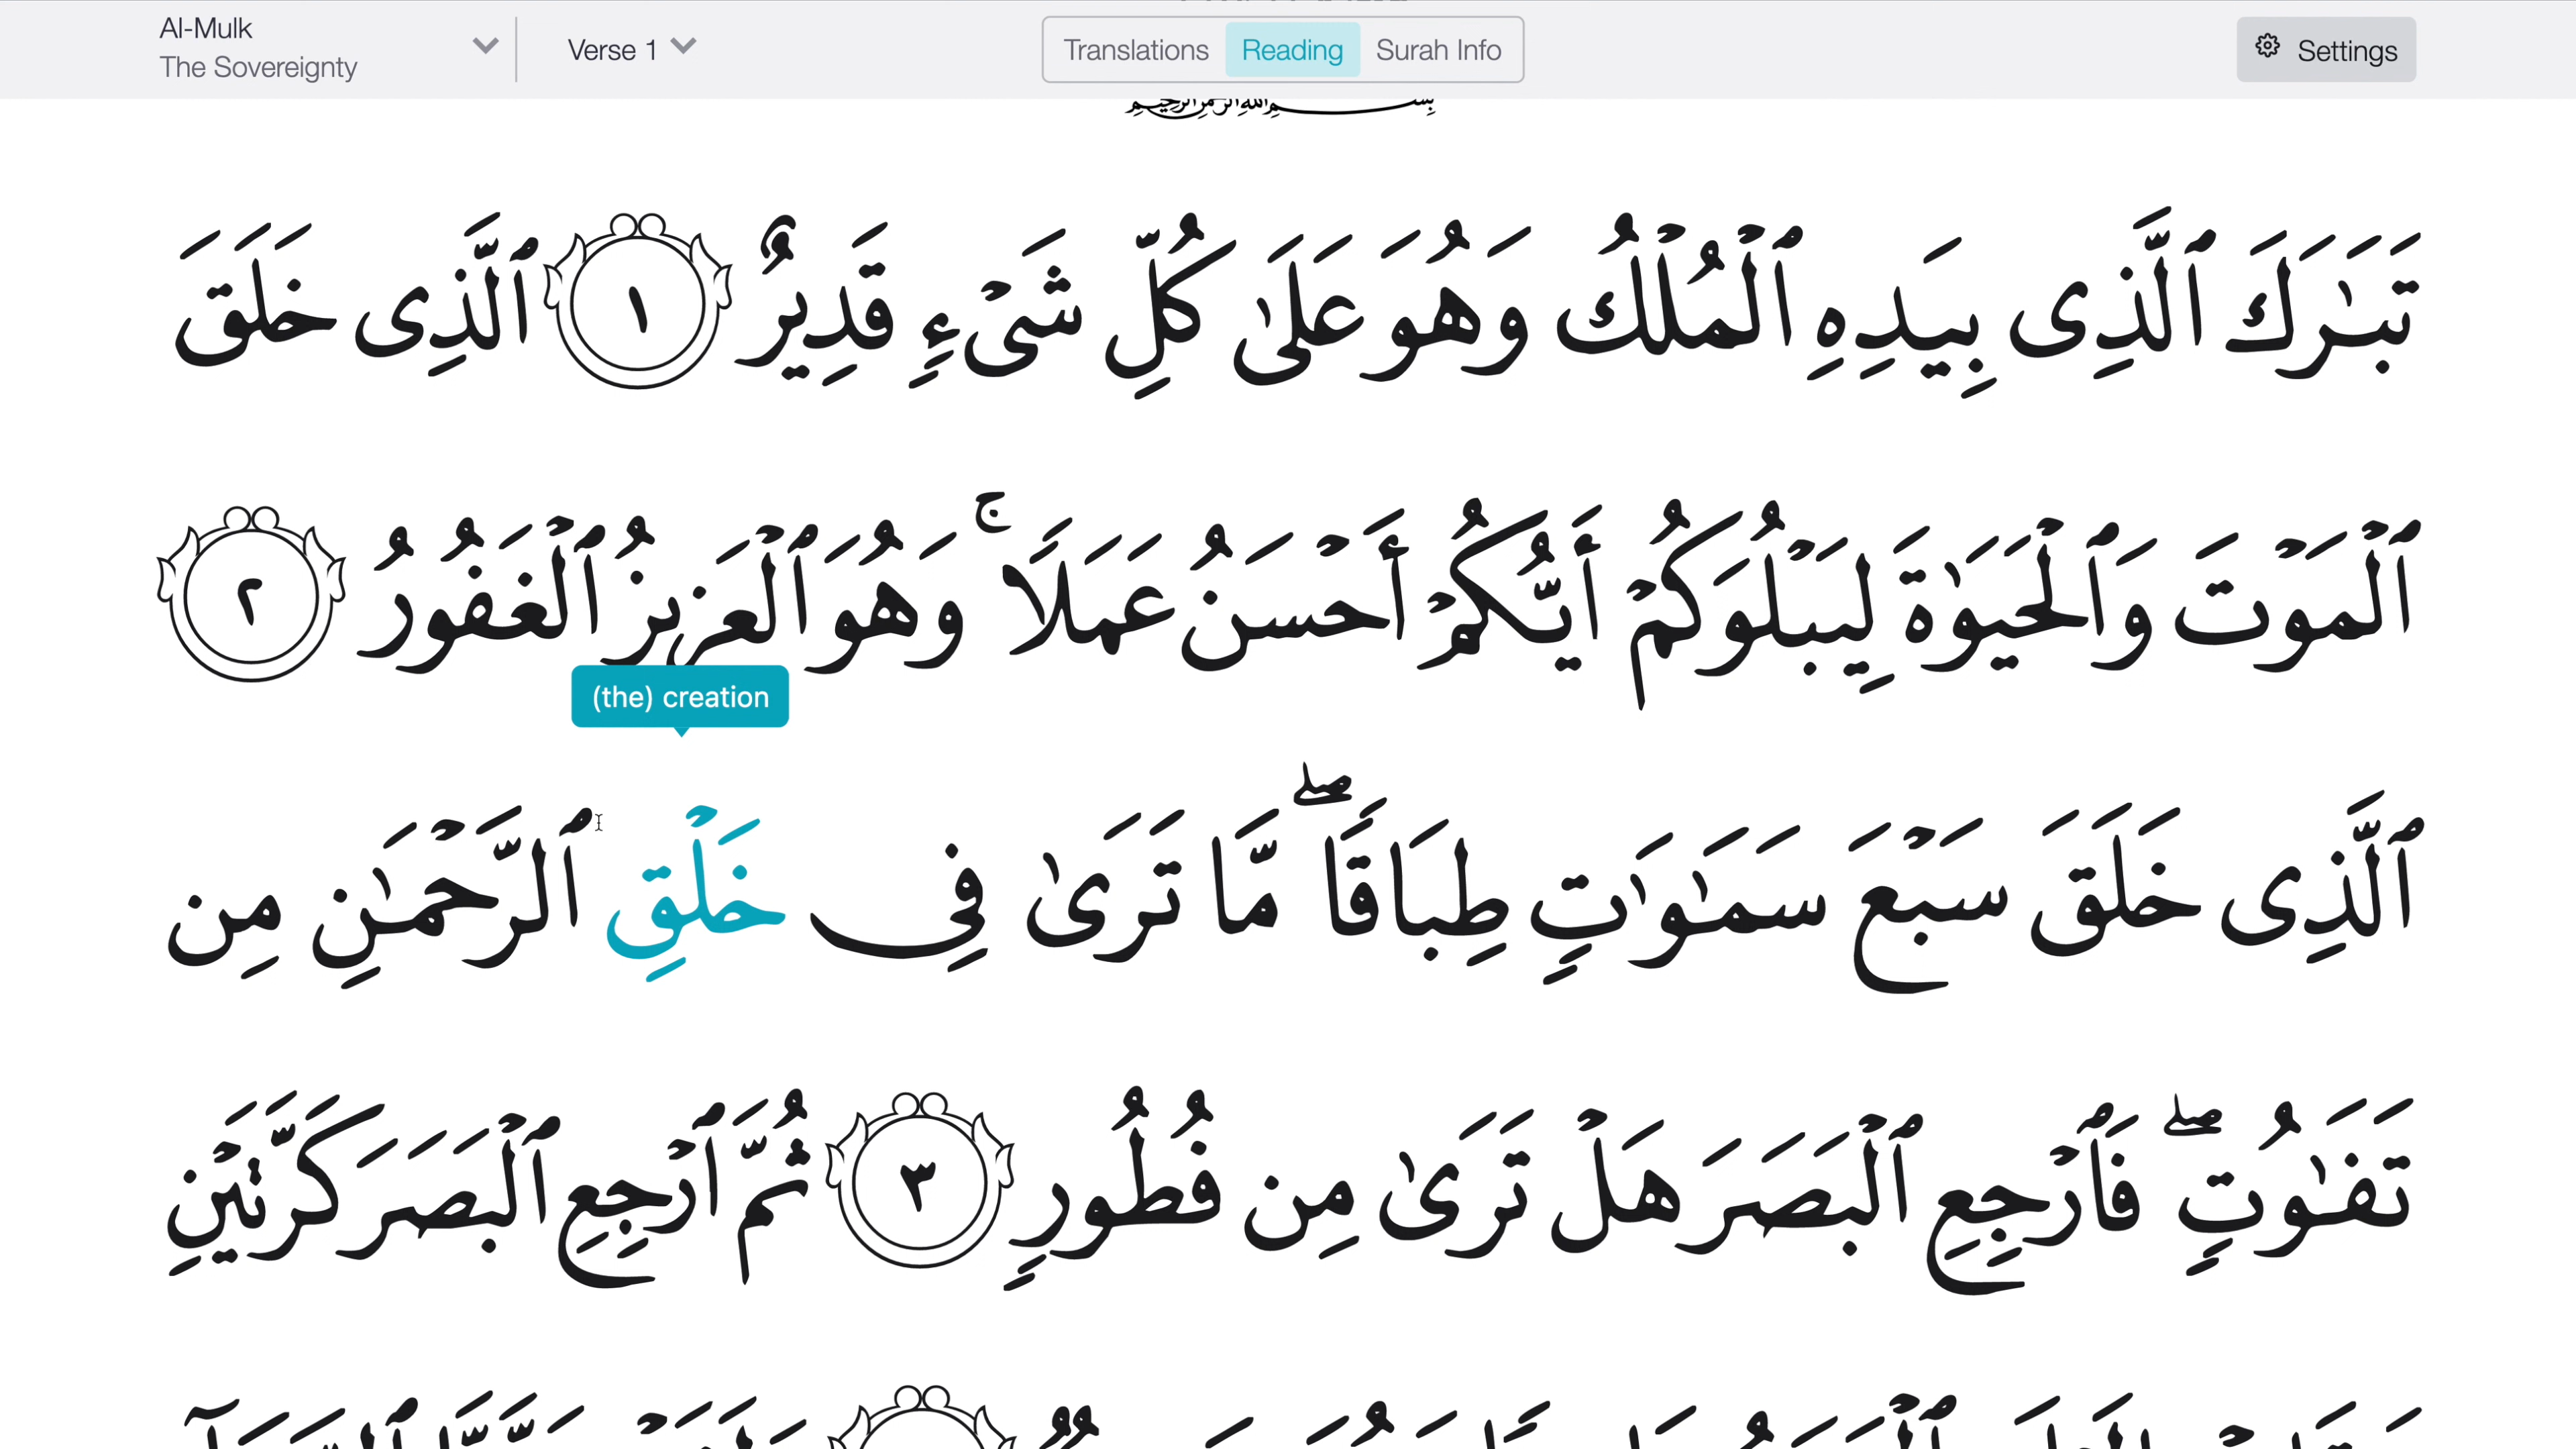 Al-Mulk
The Sovereignty
Verse 1
Translations Reading Surah Info
Settings
تَبَـٰرَكَ ٱلَّذِى بِيَدِهِ ٱلْمُلْكُ وَهُوَ عَلَىٰ كُلِّ شَىْءٍ قَدِيرٌ ١ ٱلَّذِى خَلَقَ
ٱلْمَوْتَ وَٱلْحَيَوٰةَ لِيَبْلُوَكُمْ أَيُّكُمْ أَحْسَنُ عَمَلًا ۚ وَهُوَ ٱلْعَزِيزُ ٱلْغَفُورُ ٢
(the) creation
ٱلَّذِى خَلَقَ سَبْعَ سَمَـٰوَٰتٍ طِبَاقًا ۖ مَّا تَرَىٰ فِى خَلْقِ ٱلرَّحْمَـٰنِ مِن
تَفَـٰوُتٍ ۖ فَٱرْجِعِ ٱلْبَصَرَ هَلْ تَرَىٰ مِن فُطُورٍ ٣ ثُمَّ ٱرْجِعِ ٱلْبَصَرَ كَرَّتَيْنِ